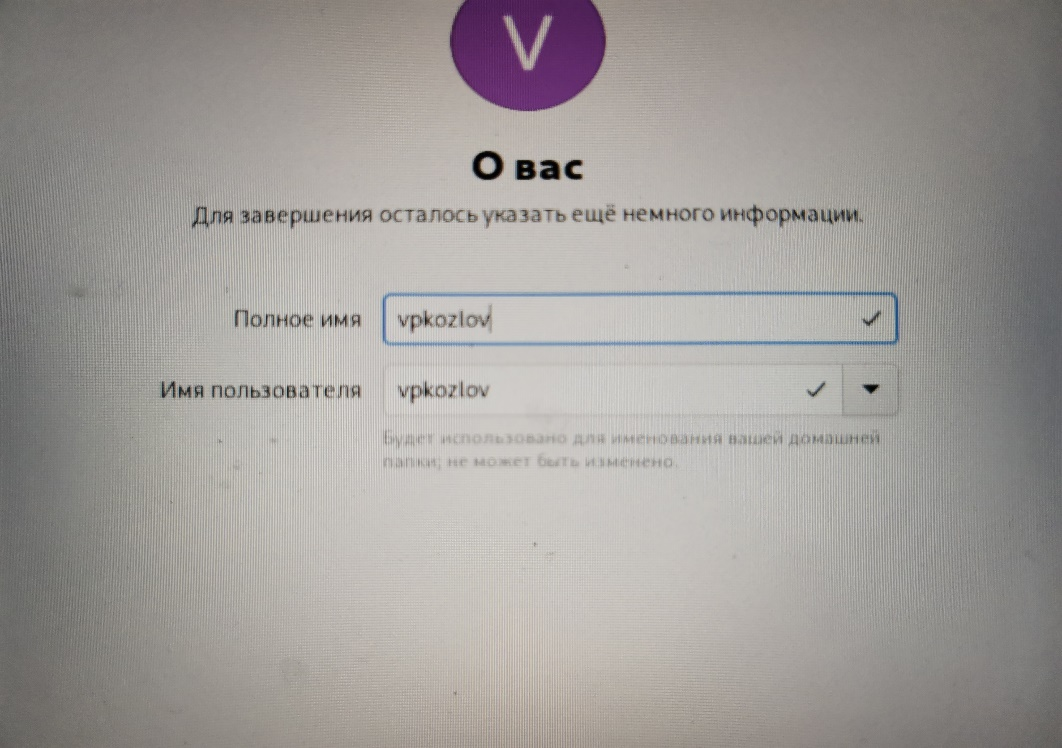 V
О вас
Для завершения осталось указать ещё немного информации.
Полное имя vpkozlov
Имя пользователя vpkozlov
Будет использовано для именования вашей домашней
папки; не может быть изменено.